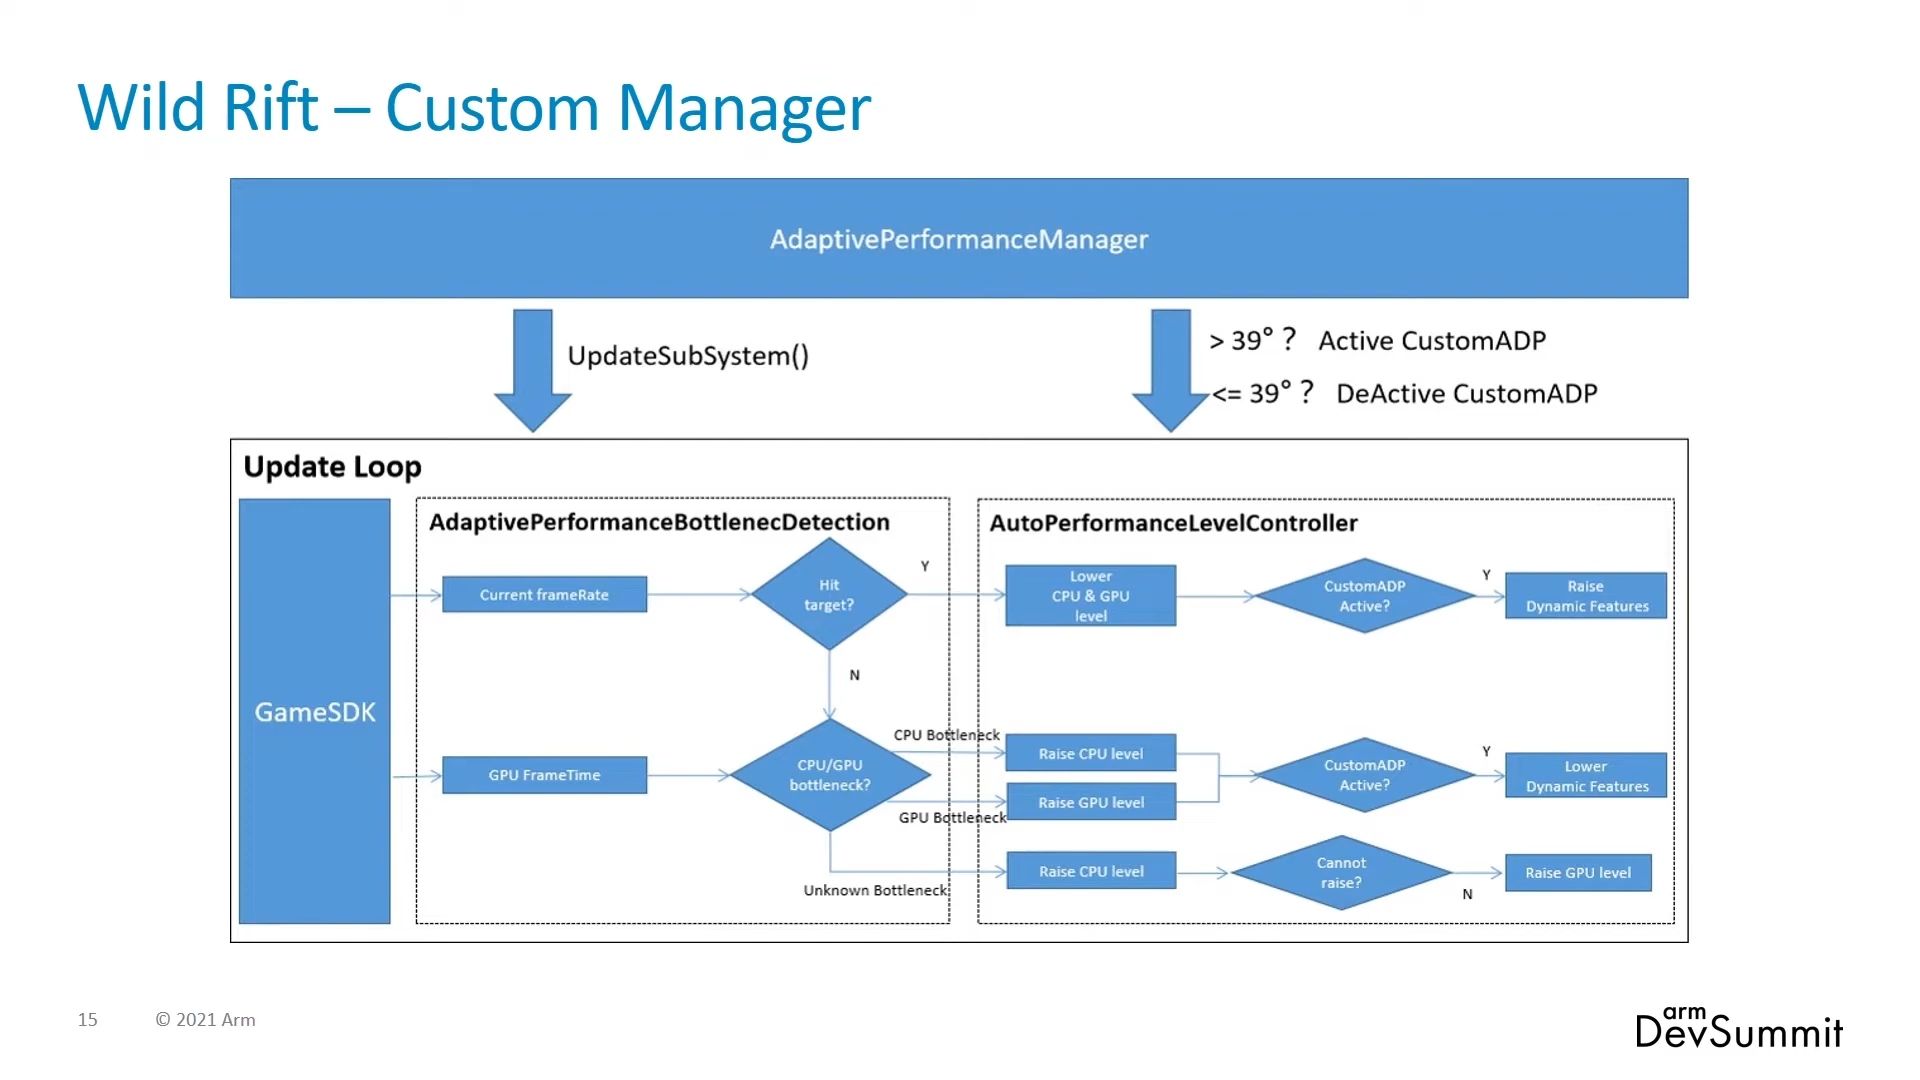 Wild Rift – Custom Manager
AdaptivePerformanceManager
UpdateSubSystem()
> 39° ? Active CustomADP
<= 39° ? DeActive CustomADP
Update Loop
GameSDK
AdaptivePerformanceBottlenecDetection
Current frameRate
Hit
target?
Y
N
GPU FrameTime
CPU/GPU
bottleneck?
CPU Bottleneck
GPU Bottleneck
Unknown Bottleneck
AutoPerformanceLevelController
Lower
CPU & GPU
level
CustomADP
Active?
Y
Raise
Dynamic Features
Raise CPU level
Raise GPU level
CustomADP
Active?
Y
Lower
Dynamic Features
Raise CPU level
Cannot
raise?
N
Raise GPU level
15
© 2021 Arm
arm
DevSummit